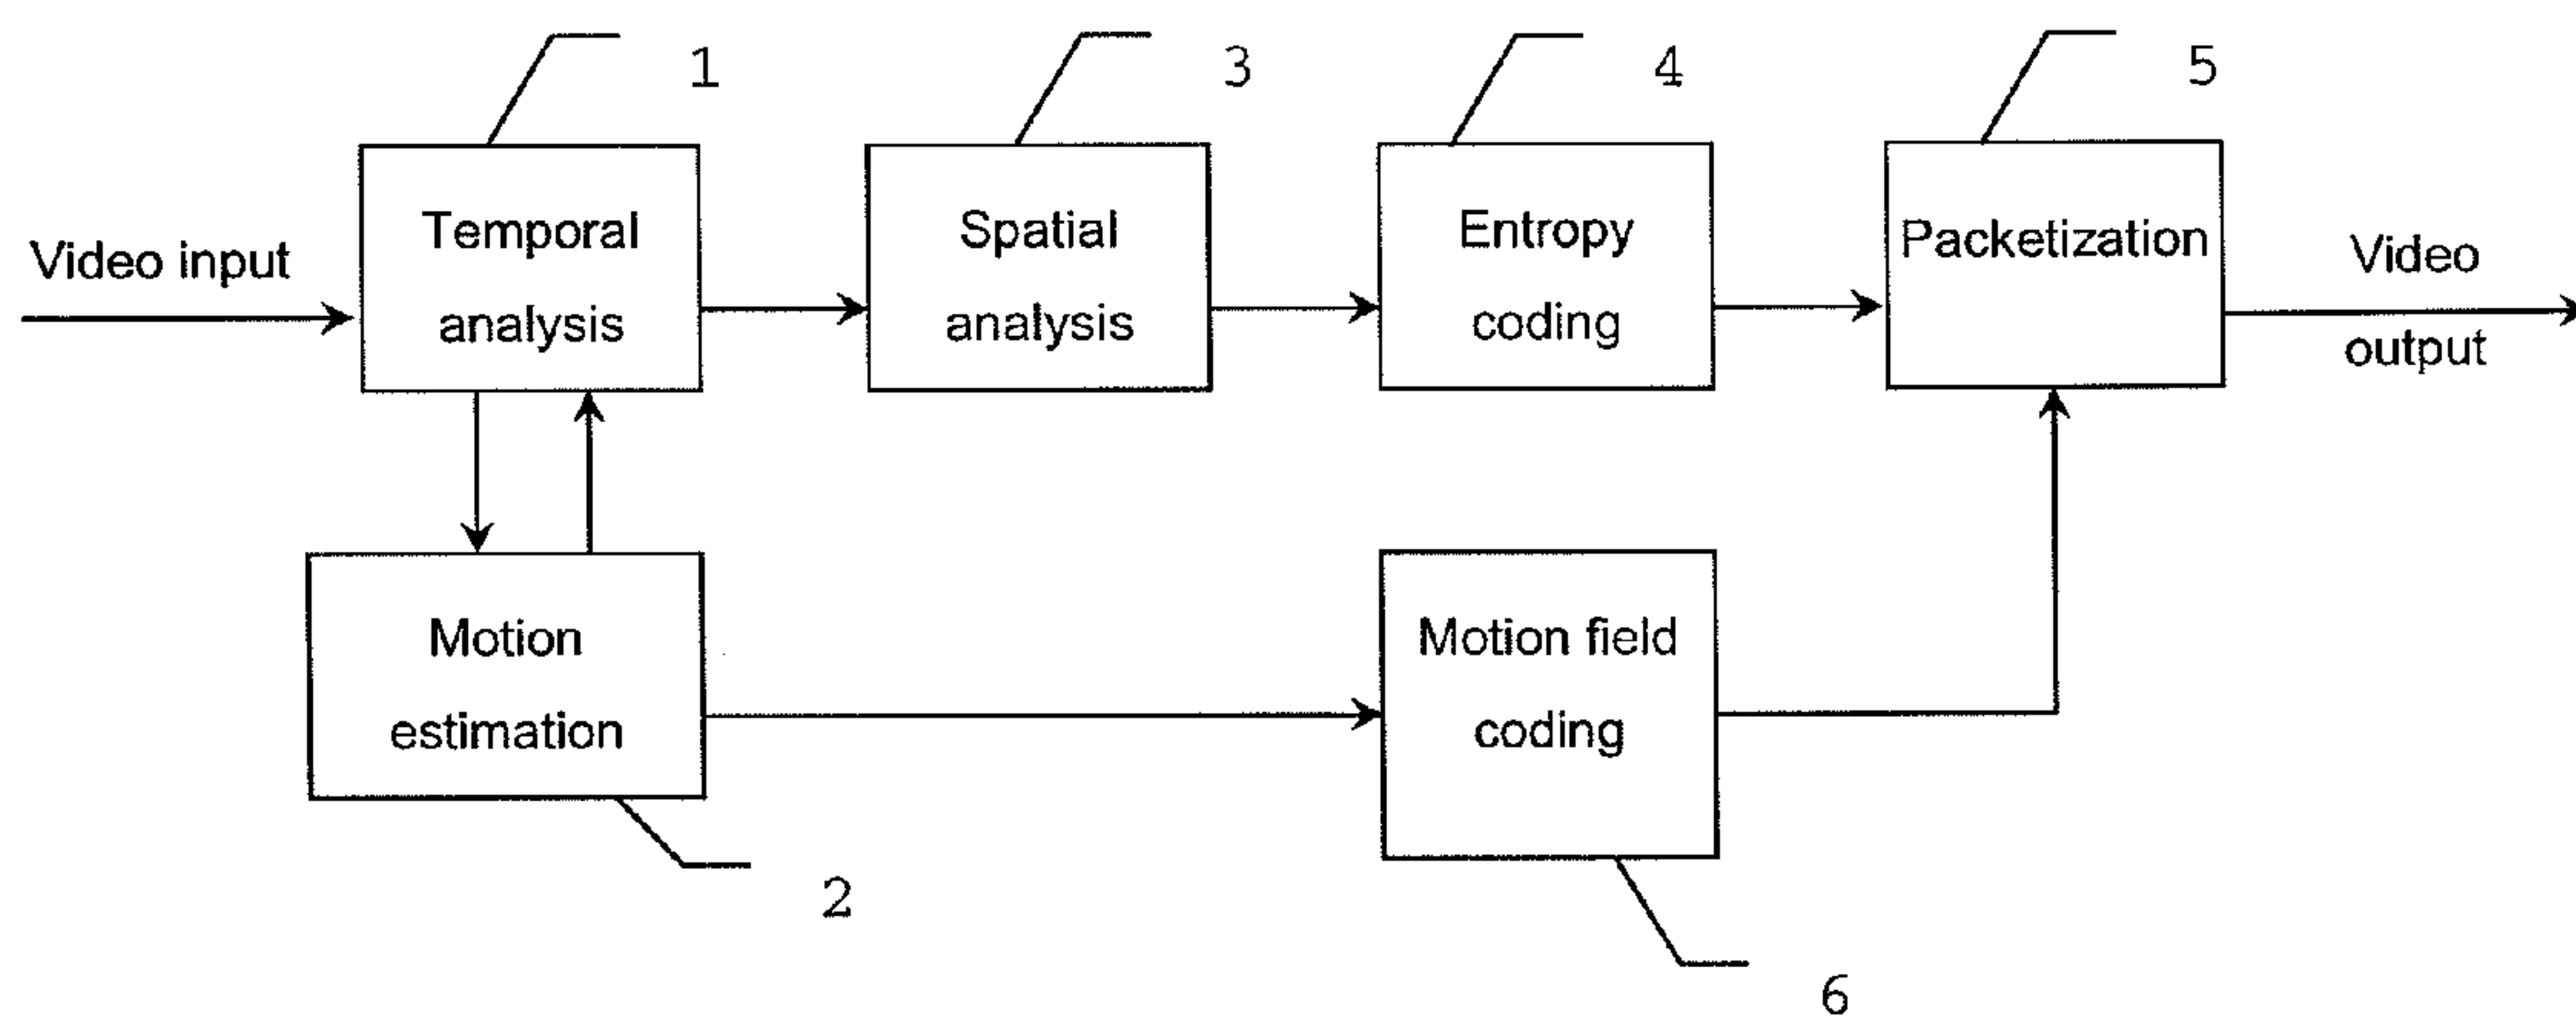 1
3
4
5
Video input
Temporal
analysis
Spatial
analysis
Entropy
coding
Packetization
Video
output
Motion
estimation
Motion field
coding
2
6